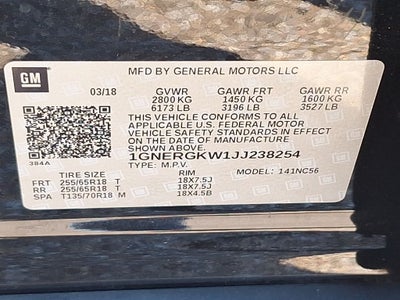 MFD BY GENERAL MOTORS LLC
GM
03/18 GVWR GAWR FRT GAWR RR
2800 KG 1450 KG 1600 KG
6173 LB 3196 LB 3527 LB
THIS VEHICLE CONFORMS TO ALL
APPLICABLE U.S. FEDERAL MOTOR
VEHICLE SAFETY STANDARDS IN EFFECT
ON THE DATE OF MANUFACTURE
384A 1GNERGKW1JJ238254
TYPE: M.P.V. MODEL: 141NC56
TIRE SIZE RIM
FRT 255/65R18 T 18X7.5J
RR 255/65R18 T 18X7.5J
SPA T135/70R18 M 18X4.5B